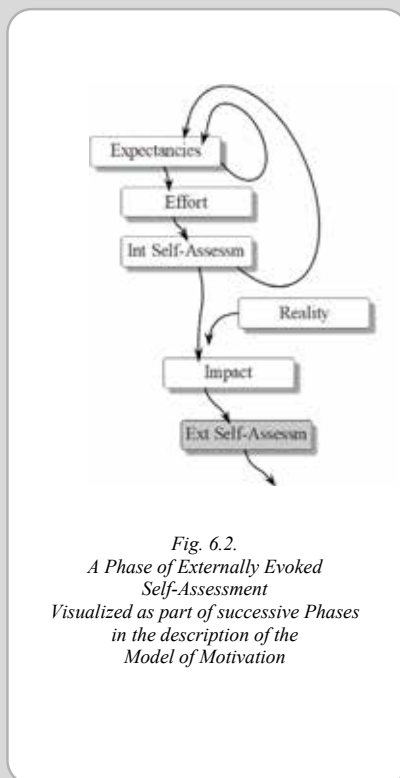 Expectancies
Effort
Int Self-Assessm
Reality
Impact
Ext Self-Assessm
Fig. 6.2.
A Phase of Externally Evoked
Self-Assessment
Visualized as part of successive Phases
in the description of the
Model of Motivation